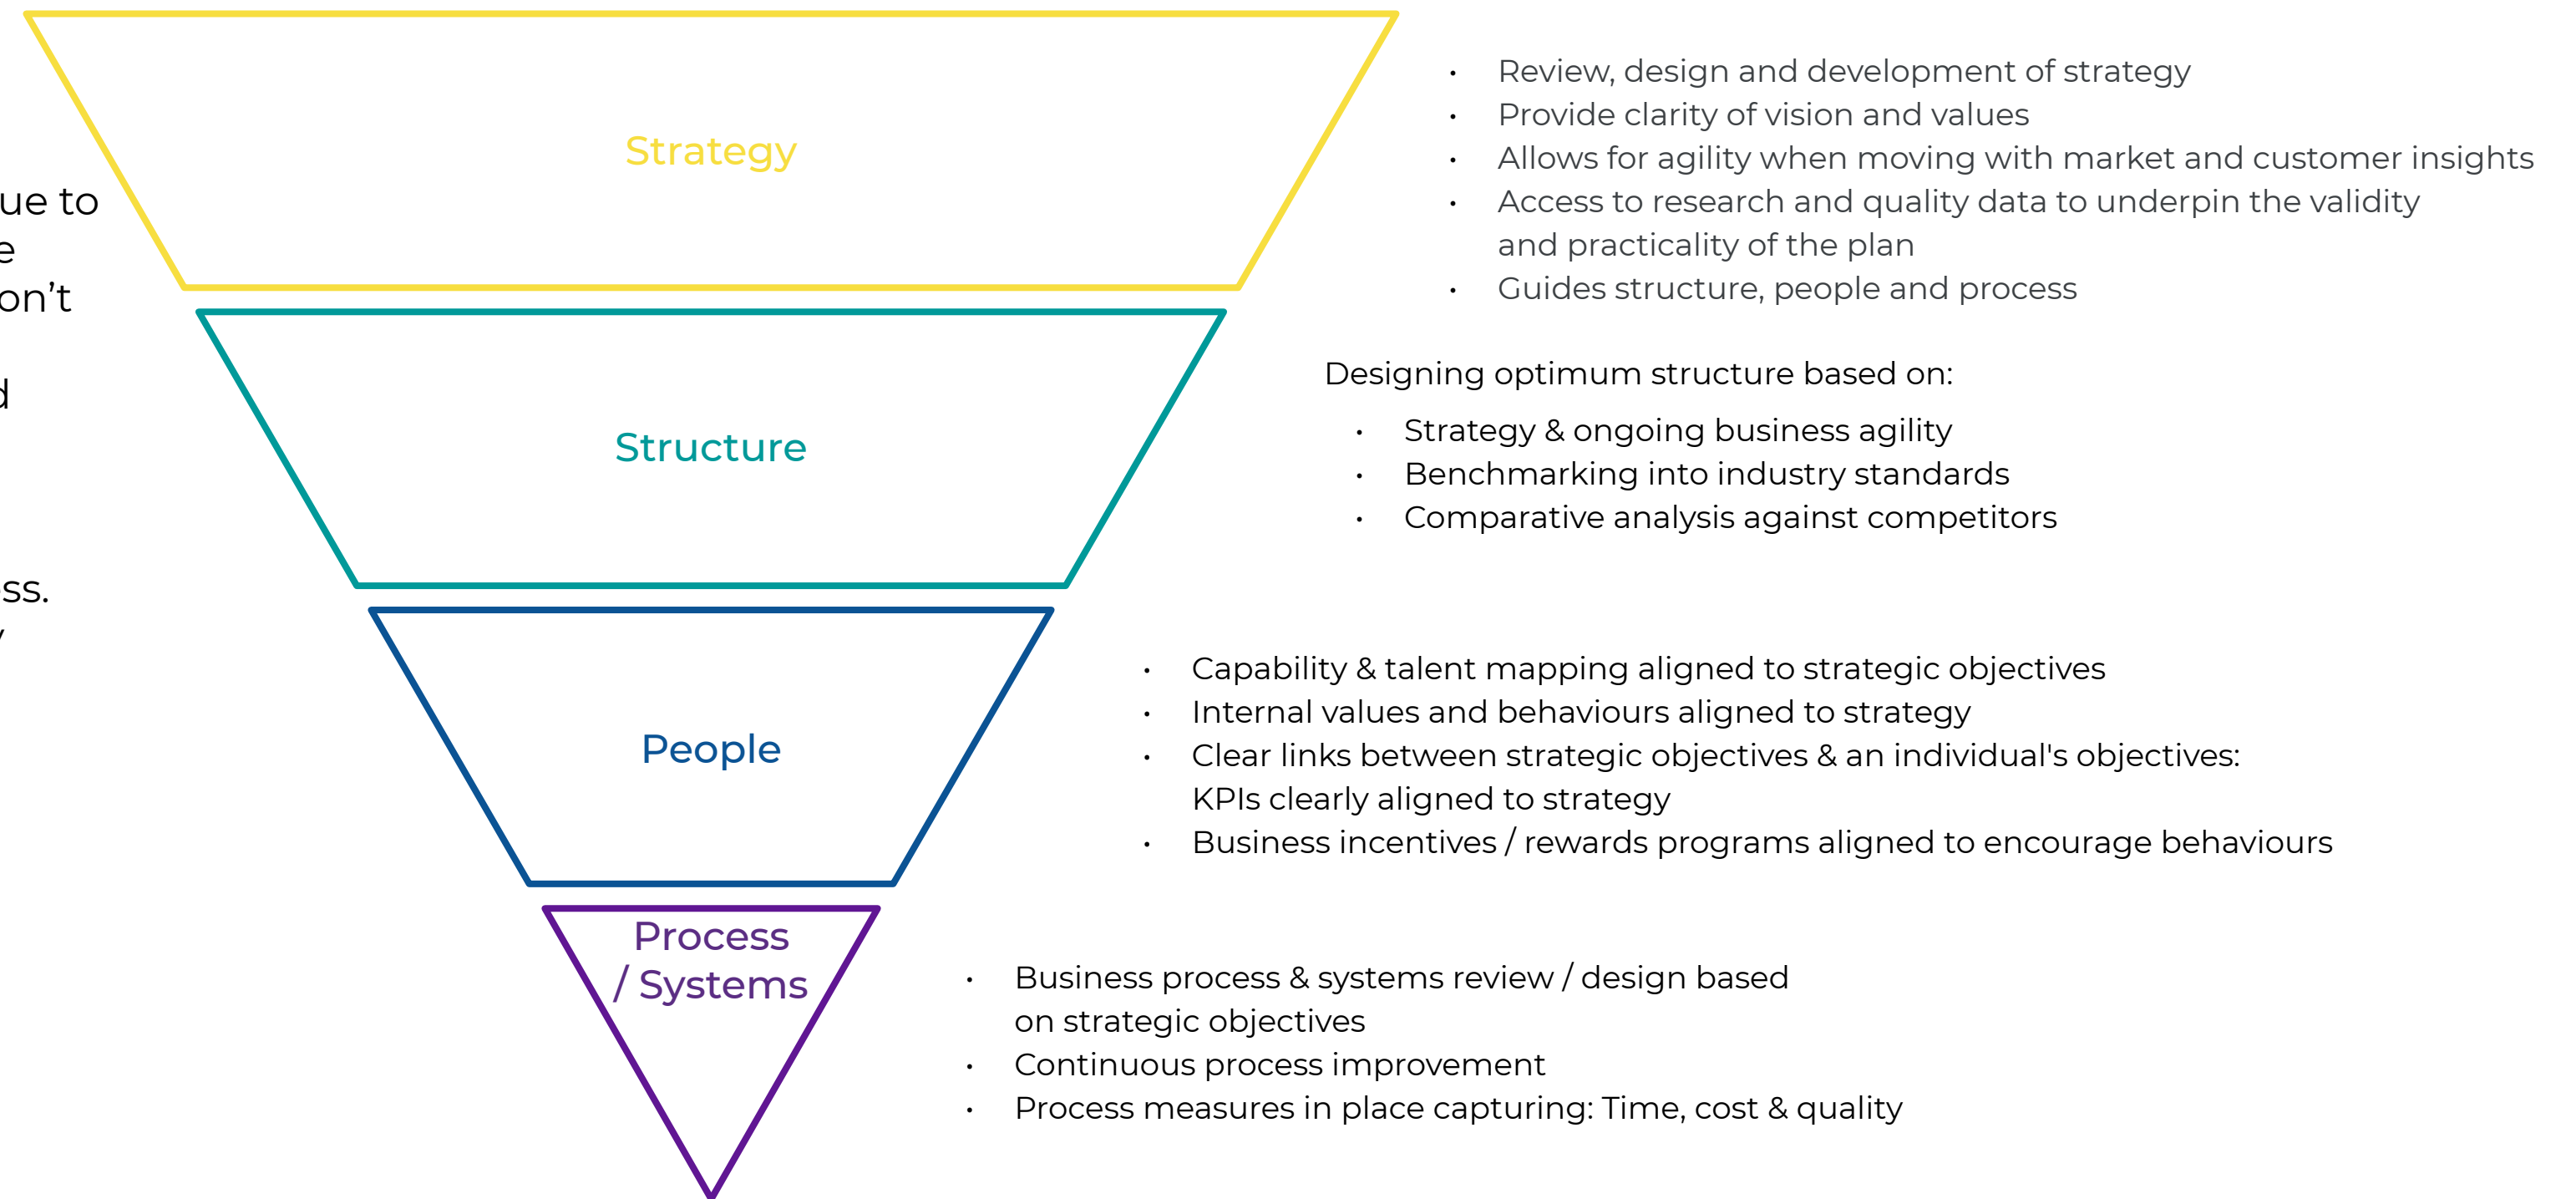 ue to
e
on't
d
ss.
Strategy
• Review, design and development of strategy
• Provide clarity of vision and values
• Allows for agility when moving with market and customer insights
• Access to research and quality data to underpin the validity
and practicality of the plan
• Guides structure, people and process
Structure
Designing optimum structure based on:
• Strategy & ongoing business agility
• Benchmarking into industry standards
• Comparative analysis against competitors
People
• Capability & talent mapping aligned to strategic objectives
• Internal values and behaviours aligned to strategy
• Clear links between strategic objectives & an individual's objectives:
KPIs clearly aligned to strategy
• Business incentives / rewards programs aligned to encourage behaviours
Process
/ Systems
• Business process & systems review / design based
on strategic objectives
• Continuous process improvement
• Process measures in place capturing: Time, cost & quality